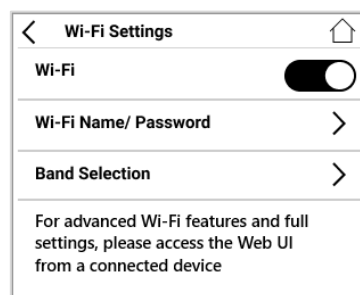 Wi-Fi Settings
Wi-Fi
Wi-Fi Name/ Password
Band Selection
For advanced Wi-Fi features and full
settings, please access the Web UI
from a connected device